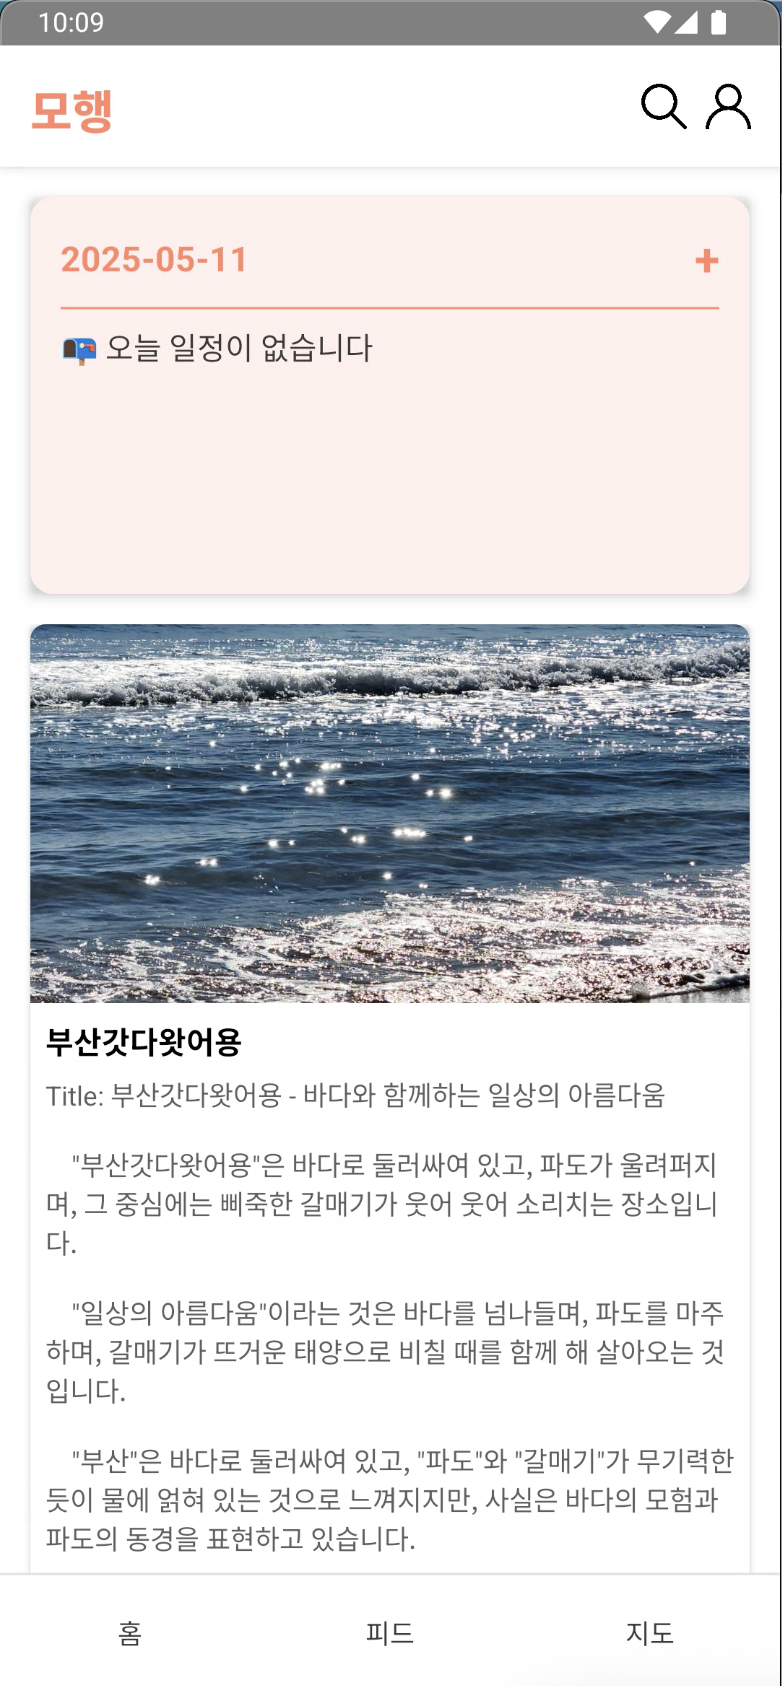 10:09
모행
2025-05-11 +
오늘 일정이 없습니다
부산갓다왓어용
Title: 부산갓다왓어용 - 바다와 함께하는 일상의 아름다움
"부산갓다왓어용"은 바다로 둘러싸여 있고, 파도가 울려퍼지
며, 그 중심에는 삐죽한 갈매기가 웃어 웃어 소리치는 장소입니
다.
"일상의 아름다움"이라는 것은 바다를 넘나들며, 파도를 마주
하며, 갈매기가 뜨거운 태양으로 비칠 때를 함께 해 살아오는 것
입니다.
"부산"은 바다로 둘러싸여 있고, "파도"와 "갈매기"가 무기력한
듯이 물에 얽혀 있는 것으로 느껴지지만, 사실은 바다의 모험과
파도의 동경을 표현하고 있습니다.
홈 피드 지도